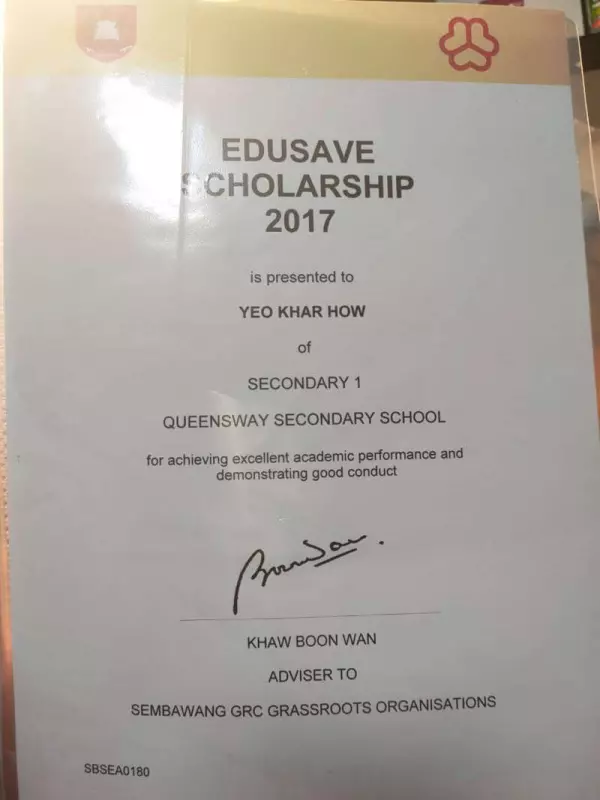 EDUSAVE
SCHOLARSHIP
2017
is presented to
YEO KHAR HOW
of
SECONDARY 1
QUEENSWAY SECONDARY SCHOOL
for achieving excellent academic performance and
demonstrating good conduct
KHAW BOON WAN
ADVISER TO
SEMBAWANG GRC GRASSROOTS ORGANISATIONS
SBSEA0180